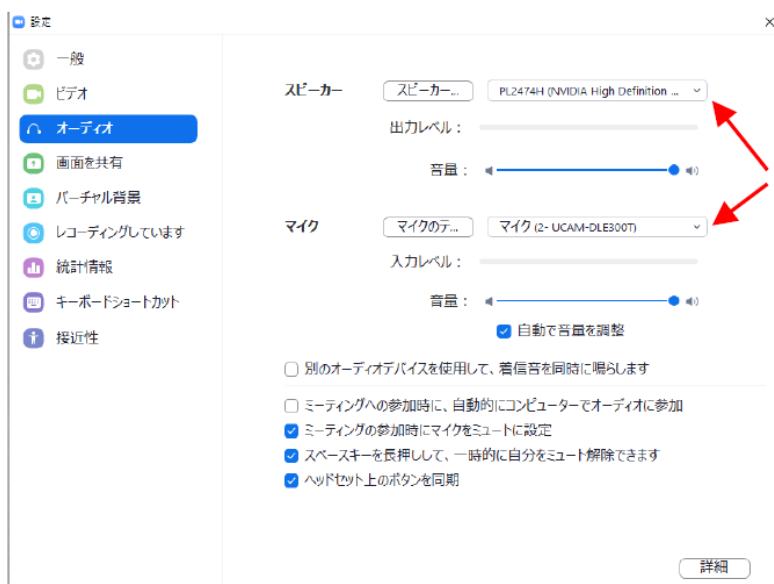 設定
一般
ビデオ
オーディオ
画面を共有
バーチャル背景
レコーディングしています
統計情報
キーボードショートカット
接近性
スピーカー スピーカー... PL2474H (NVIDIA High Definition ...
出力レベル：
音量：
マイク マイクのテ... マイク (2- UCAM-DLE300T)
入力レベル：
音量：
自動で音量を調整
別のオーディオデバイスを使用して、着信音を同時に鳴らします
ミーティングへの参加時に、自動的にコンピューターでオーディオに参加
ミーティングの参加時にマイクをミュートに設定
スペースキーを長押しして、一時的に自分をミュート解除できます
ヘッドセット上のボタンを同期
詳細